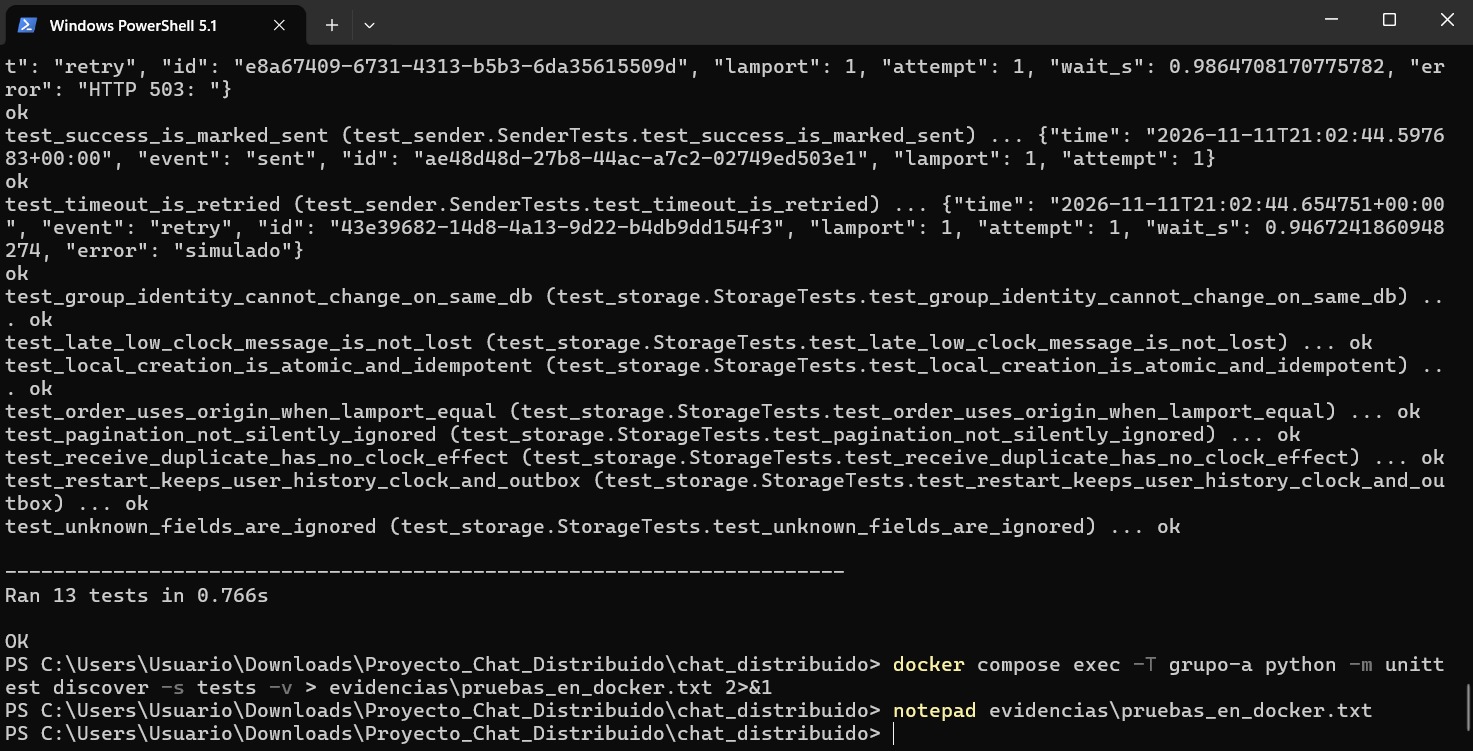 Windows PowerShell 5.1
t": "retry", "id": "e8a67409-6731-4313-b5b3-6da35615509d", "lamport": 1, "attempt": 1, "wait_s": 0.9864708170775782, "er
ror": "HTTP 503: "}
ok
test_success_is_marked_sent (test_sender.SenderTests.test_success_is_marked_sent) ... {"time": "2026-11-11T21:02:44.5976
83+00:00", "event": "sent", "id": "ae48d48d-27b8-44ac-a7c2-02749ed503e1", "lamport": 1, "attempt": 1}
ok
test_timeout_is_retried (test_sender.SenderTests.test_timeout_is_retried) ... {"time": "2026-11-11T21:02:44.654751+00:00
", "event": "retry", "id": "43e39682-14d8-4a13-9d22-b4db9dd154f3", "lamport": 1, "attempt": 1, "wait_s": 0.9467241860948
274, "error": "simulado"}
ok
test_group_identity_cannot_change_on_same_db (test_storage.StorageTests.test_group_identity_cannot_change_on_same_db) ..
. ok
test_late_low_clock_message_is_not_lost (test_storage.StorageTests.test_late_low_clock_message_is_not_lost) ... ok
test_local_creation_is_atomic_and_idempotent (test_storage.StorageTests.test_local_creation_is_atomic_and_idempotent) ..
. ok
test_order_uses_origin_when_lamport_equal (test_storage.StorageTests.test_order_uses_origin_when_lamport_equal) ... ok
test_pagination_not_silently_ignored (test_storage.StorageTests.test_pagination_not_silently_ignored) ... ok
test_receive_duplicate_has_no_clock_effect (test_storage.StorageTests.test_receive_duplicate_has_no_clock_effect) ... ok
test_restart_keeps_user_history_clock_and_outbox (test_storage.StorageTests.test_restart_keeps_user_history_clock_and_ou
tbox) ... ok
test_unknown_fields_are_ignored (test_storage.StorageTests.test_unknown_fields_are_ignored) ... ok
----------------------------------------------------------------------
Ran 13 tests in 0.766s
OK
PS C:\Users\Usuario\Downloads\Proyecto_Chat_Distribuido\chat_distribuido> docker compose exec -T grupo-a python -m unitt
est discover -s tests -v > evidencias\pruebas_en_docker.txt 2>&1
PS C:\Users\Usuario\Downloads\Proyecto_Chat_Distribuido\chat_distribuido> notepad evidencias\pruebas_en_docker.txt
PS C:\Users\Usuario\Downloads\Proyecto_Chat_Distribuido\chat_distribuido>